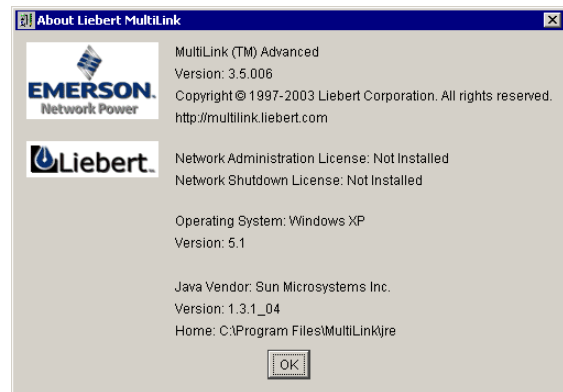 About Liebert MultiLink
EMERSON.
Network Power
Liebert.
MultiLink (TM) Advanced
Version: 3.5.006
Copyright © 1997-2003 Liebert Corporation. All rights reserved.
http://multilink.liebert.com
Network Administration License: Not Installed
Network Shutdown License: Not Installed
Operating System: Windows XP
Version: 5.1
Java Vendor: Sun Microsystems Inc.
Version: 1.3.1_04
Home: C:\Program Files\MultiLink\jre
OK